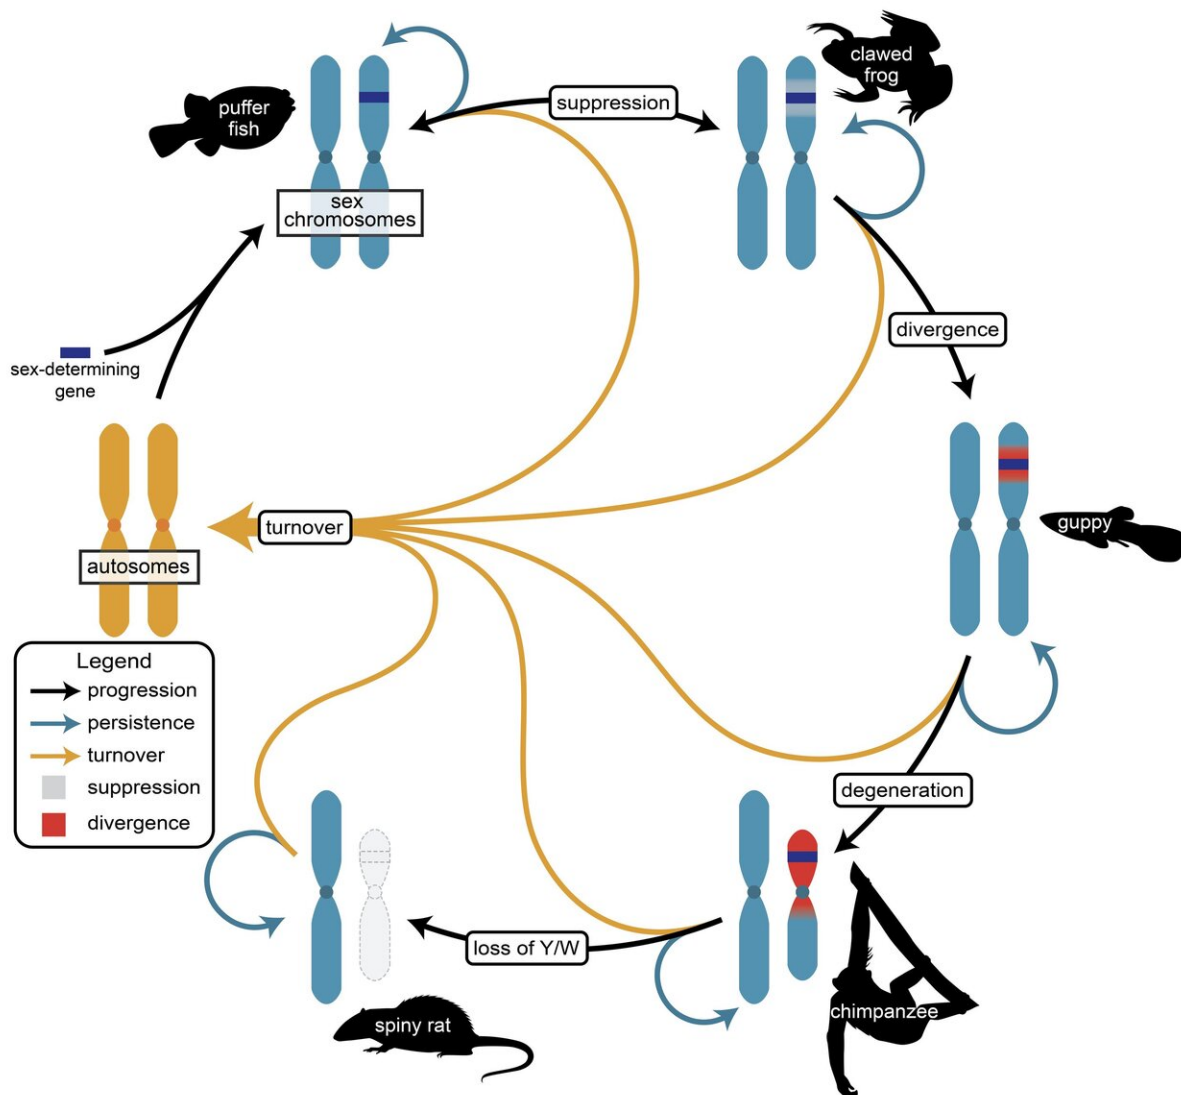 puffer
fish
suppression
clawed
frog
sex
chromosomes
divergence
sex-determining
gene
guppy
turnover
autosomes
Legend
progression
persistence
turnover
suppression
divergence
degeneration
loss of Y/W
chimpanzee
spiny rat